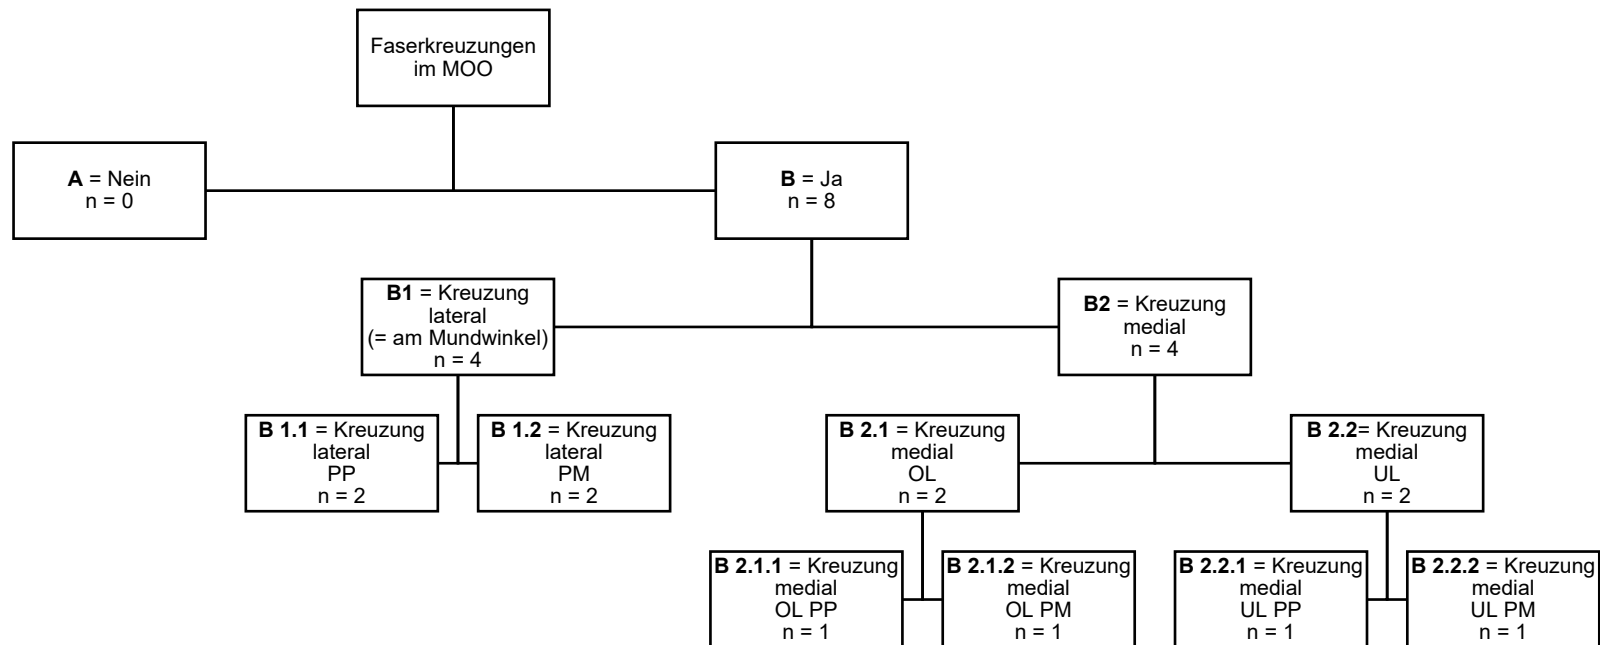 Faserkreuzungen
im MOO
A = Nein
n = 0
B = Ja
n = 8
B1 = Kreuzung
lateral
(= am Mundwinkel)
n = 4
B2 = Kreuzung
medial
n = 4
B 1.1 = Kreuzung
lateral
PP
n = 2
B 1.2 = Kreuzung
lateral
PM
n = 2
B 2.1 = Kreuzung
medial
OL
n = 2
B 2.2= Kreuzung
medial
UL
n = 2
B 2.1.1 = Kreuzung
medial
OL PP
n = 1
B 2.1.2 = Kreuzung
medial
OL PM
n = 1
B 2.2.1 = Kreuzung
medial
UL PP
n = 1
B 2.2.2 = Kreuzung
medial
UL PM
n = 1